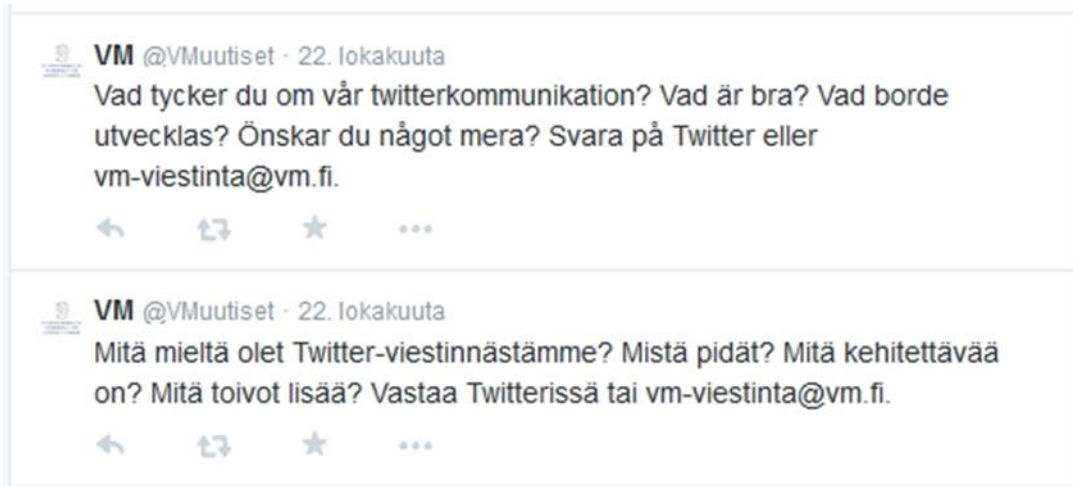 VM @VMuutiset · 22. lokakuuta
Vad tycker du om vår twitterkommunikation? Vad är bra? Vad borde
utvecklas? Önskar du något mera? Svara på Twitter eller
vm-viestinta@vm.fi.
VM @VMuutiset · 22. lokakuuta
Mitä mieltä olet Twitter-viestinnästämme? Mistä pidät? Mitä kehitettävää
on? Mitä toivot lisää? Vastaa Twitterissä tai vm-viestinta@vm.fi.